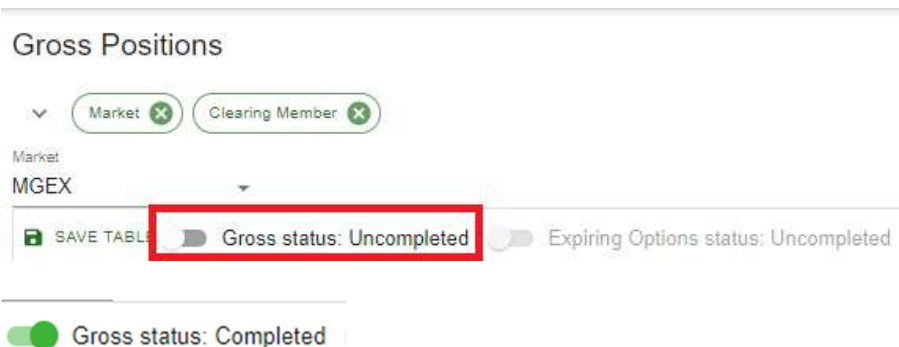 Gross Positions
Market Clearing Member
Market
MGEX
SAVE TABLE Gross status: Uncompleted Expiring Options status: Uncompleted
Gross status: Completed